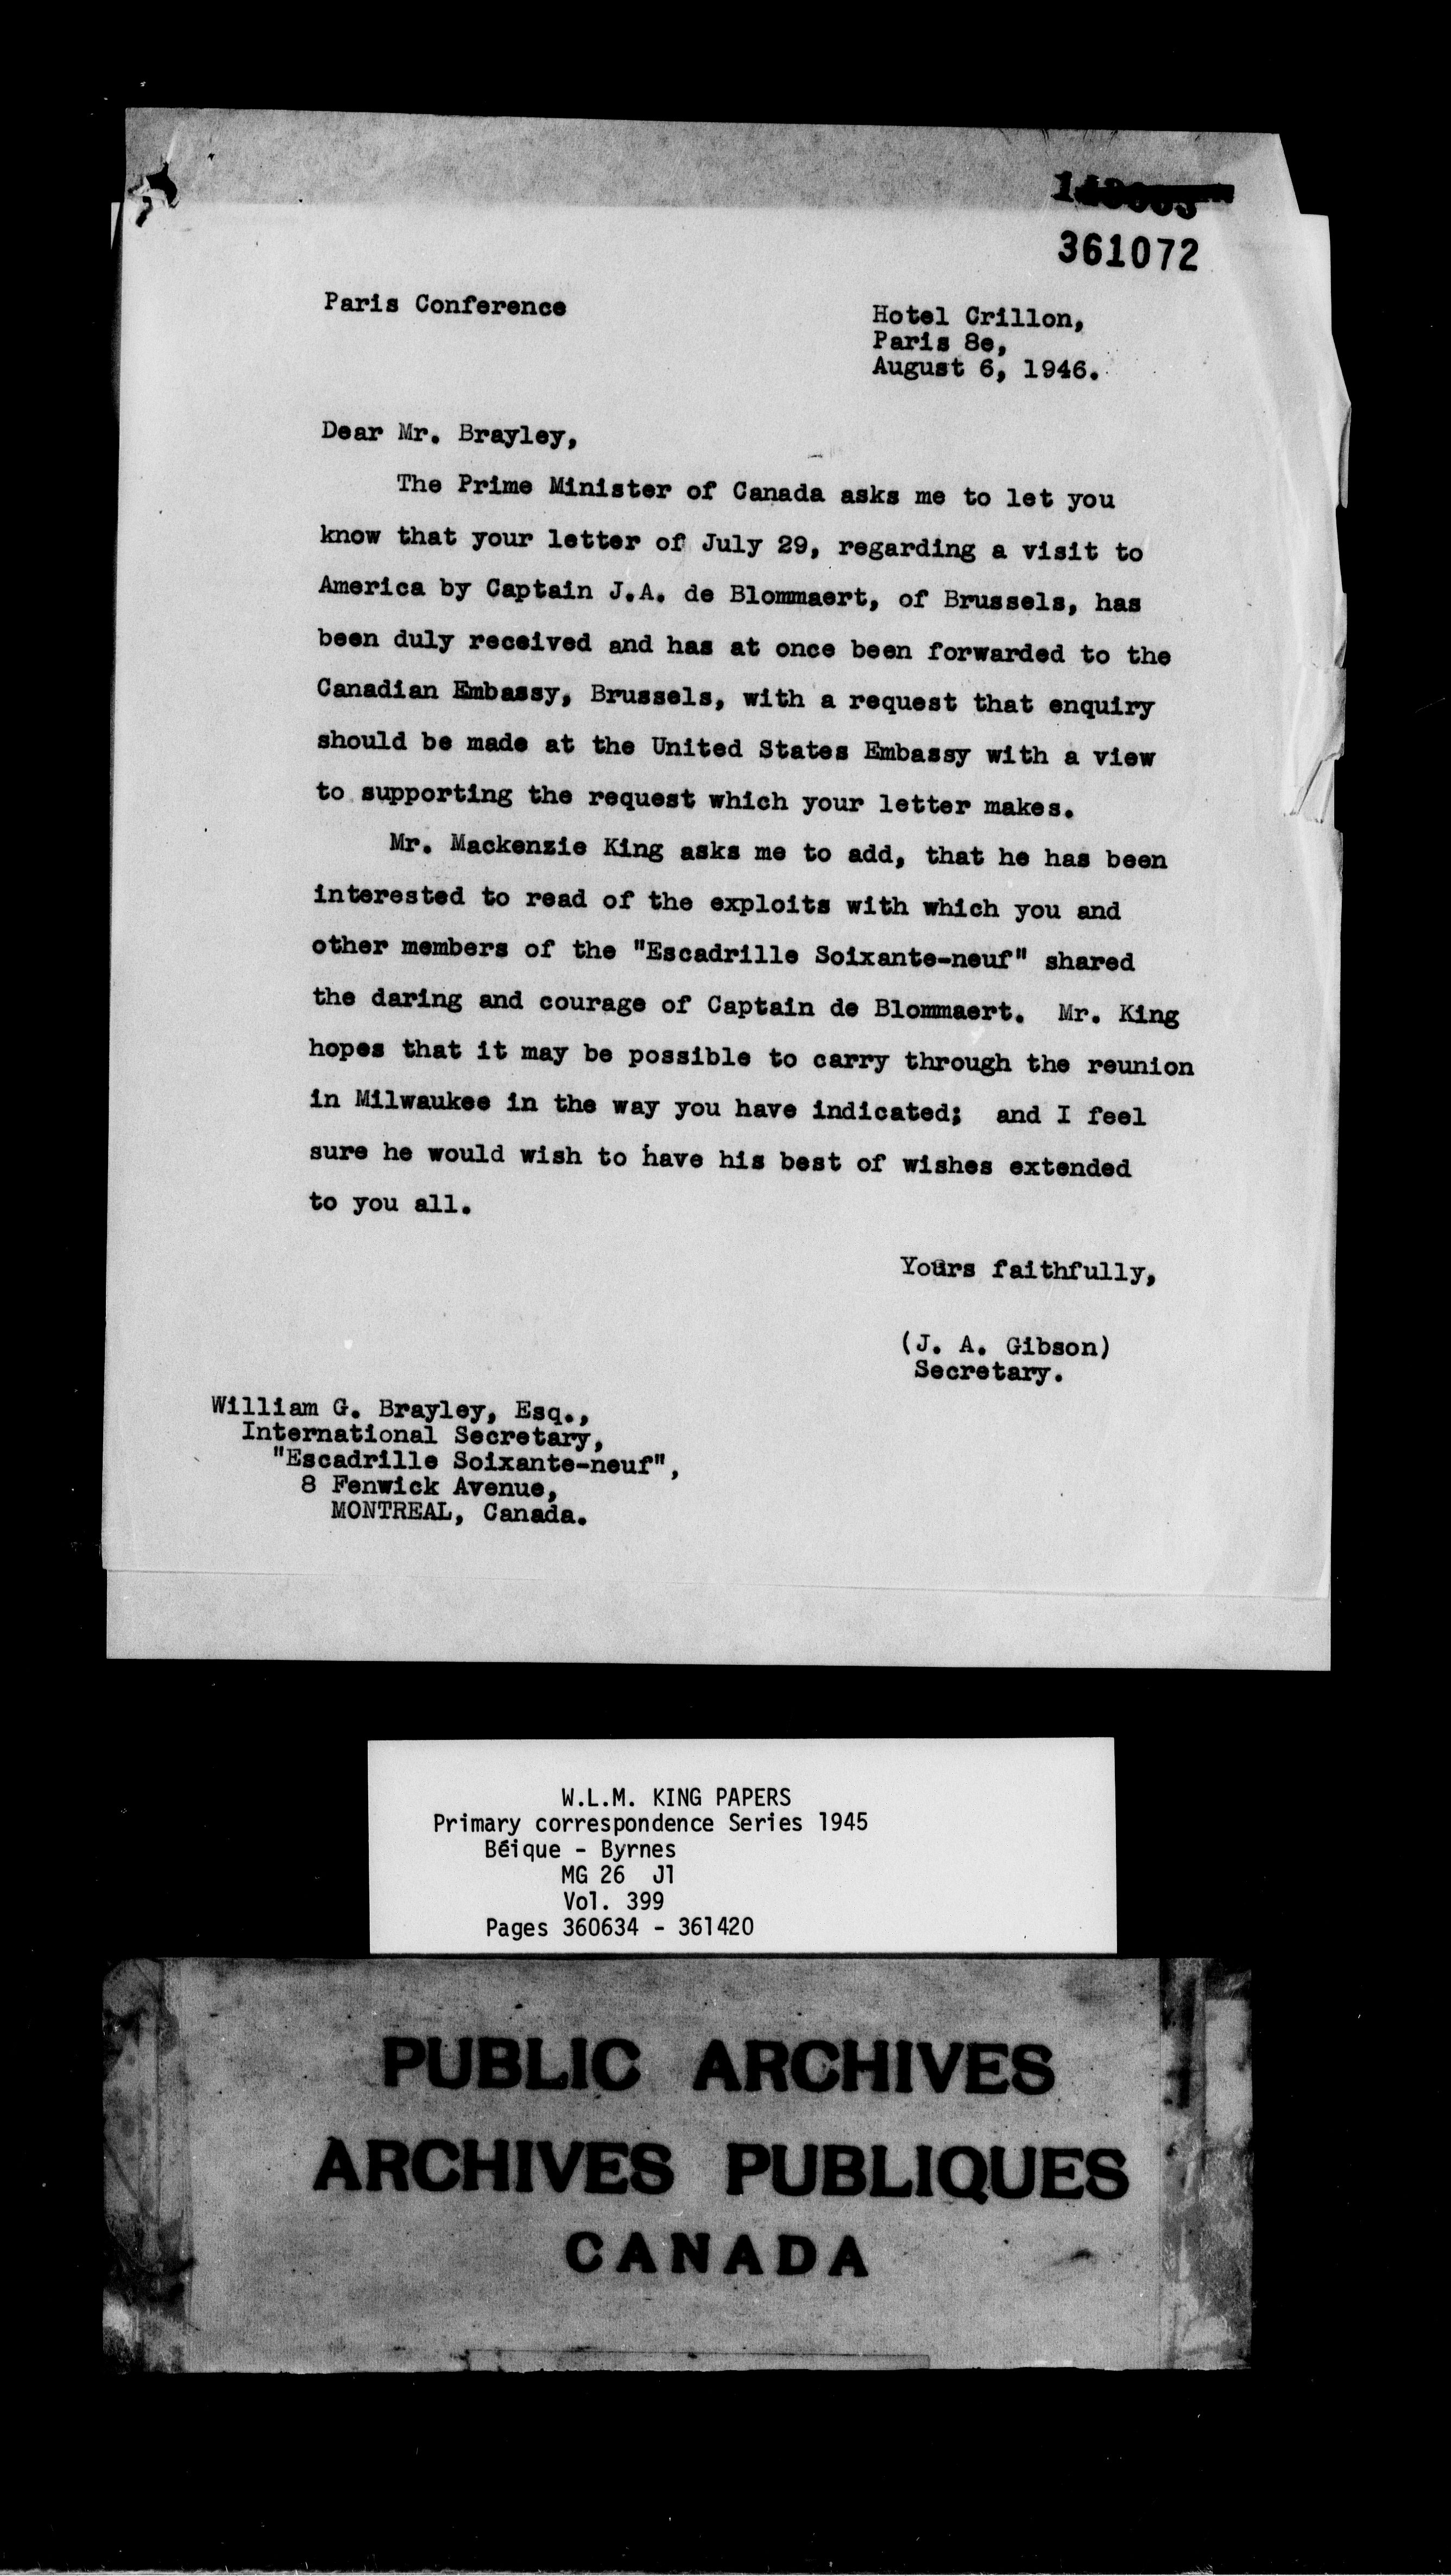 361072
Paris Conference
Hotel Crillon,
Paris 8e,
August 6, 1946.
Dear Mr. Brayley,
The Prime Minister of Canada asks me to let you
know that your letter of July 29, regarding a visit to
America by Captain J.A. de Blommaert, of Brussels, has
been duly received and has at once been forwarded to the
Canadian Embassy, Brussels, with a request that enquiry
should be made at the United States Embassy with a view
to supporting the request which your letter makes.
Mr. Mackenzie King asks me to add, that he has been
interested to read of the exploits with which you and
other members of the "Escadrille Soixante-neuf" shared
the daring and courage of Captain de Blommaert. Mr. King
hopes that it may be possible to carry through the reunion
in Milwaukee in the way you have indicated; and I feel
sure he would wish to have his best of wishes extended
to you all.
Yours faithfully,
(J. A. Gibson)
Secretary.
William G. Brayley, Esq.,
International Secretary,
"Escadrille Soixante-neuf",
8 Fenwick Avenue,
MONTREAL, Canada.
W.L.M. KING PAPERS
Primary correspondence Series 1945
Béique - Byrnes
MG 26 J1
Vol. 399
Pages 360634 - 361420
PUBLIC ARCHIVES
ARCHIVES PUBLIQUES
CANADA